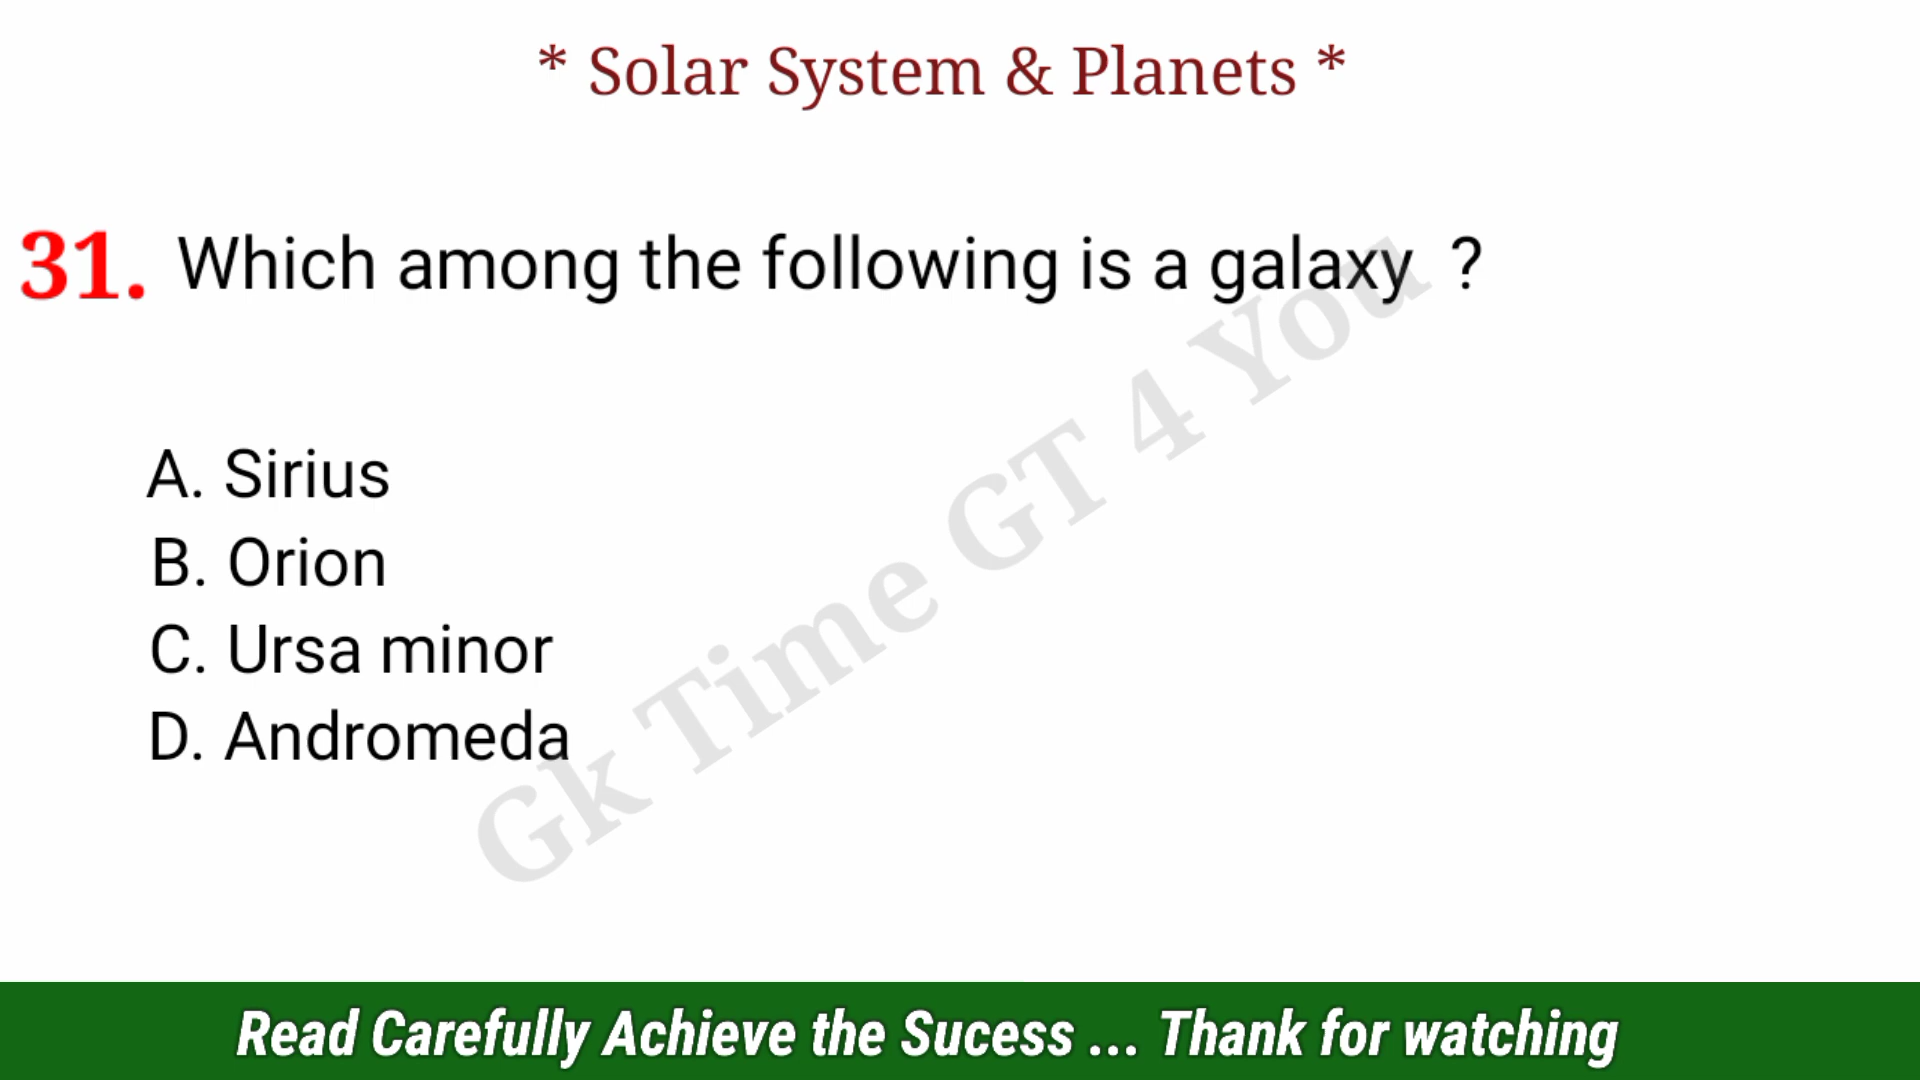 * Solar System & Planets *
31. Which among the following is a galaxy ?
A. Sirius
B. Orion
C. Ursa minor
D. Andromeda
Gk Time GT 4 You
Read Carefully Achieve the Sucess ... Thank for watching